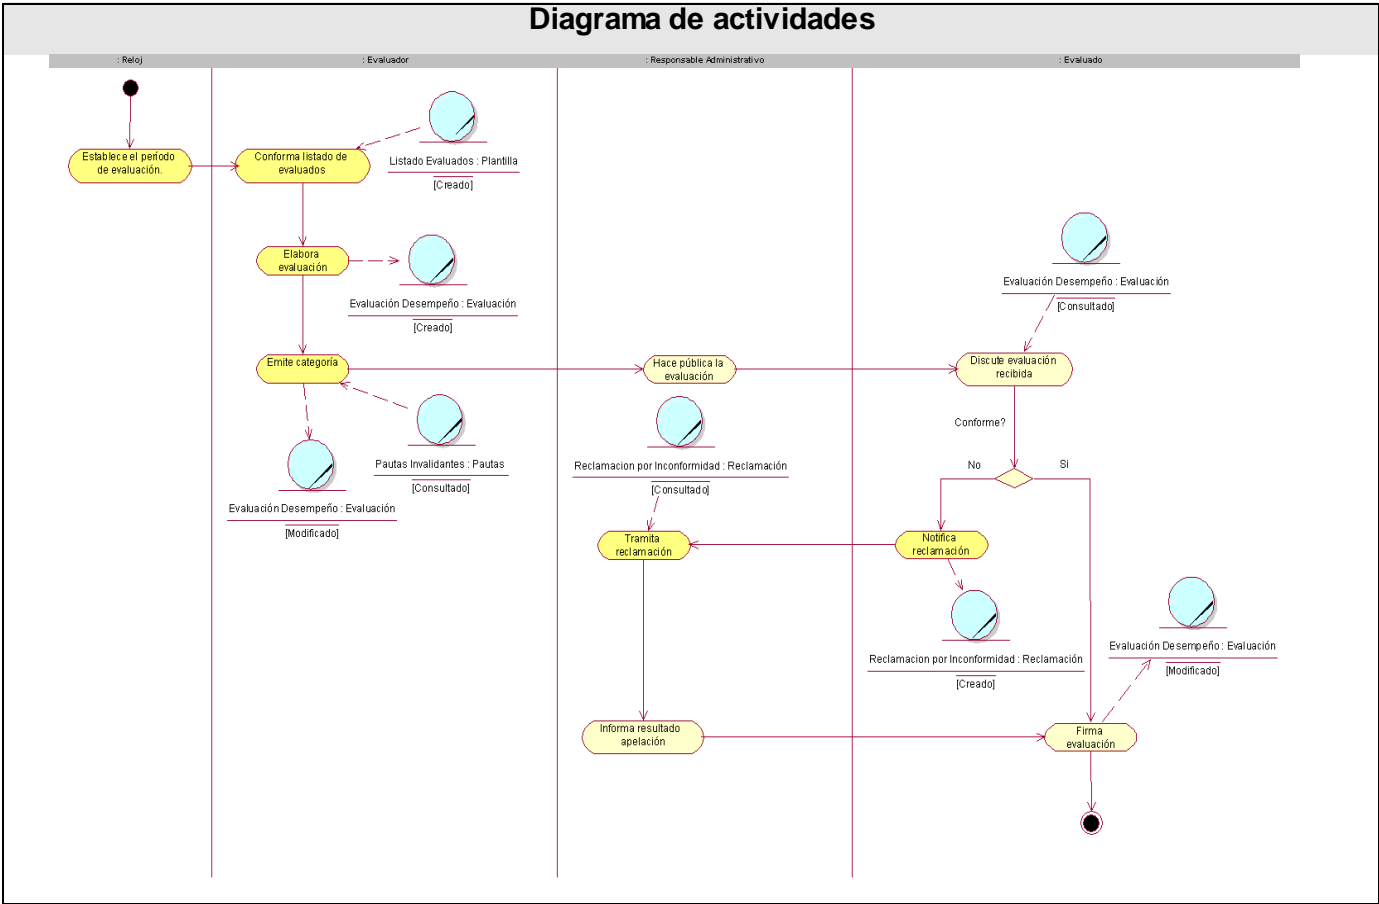 Diagrama de actividades
: Reloj
: Evaluador
: Responsable Administrativo
: Evaluado
Establece el período
de evaluación.
Conforma listado de
evaluados
Listado Evaluados : Plantilla
[Creado]
Elabora
evaluación
Evaluación Desempeño : Evaluación
[Creado]
Evaluación Desempeño : Evaluación
[Consultado]
Emite categoría
Hace pública la
evaluación
Discute evaluación
recibida
Conforme?
No
Si
Pautas Invalidantes : Pautas
[Consultado]
Reclamacion por Inconformidad : Reclamación
[Consultado]
Evaluación Desempeño : Evaluación
[Modificado]
Tramita
reclamación
Notifica
reclamación
Reclamacion por Inconformidad : Reclamación
[Creado]
Evaluación Desempeño : Evaluación
[Modificado]
Informa resultado
apelación
Firma
evaluación